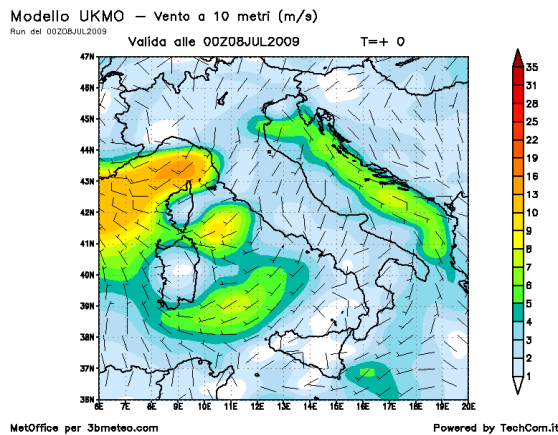 Modello UKMO - Vento a 10 metri (m/s)
Run del 00Z08JUL2009
Valida alle 00Z08JUL2009 T=+ 0
47N
46N
45N
44N
43N
42N
41N
40N
39N
38N
37N
36N
35N
6E 7E 8E 9E 10E 11E 12E 13E 14E 15E 16E 17E 18E 19E 20E
35
31
28
25
22
19
16
13
10
9
8
7
6
5
4
3
2
1
MetOffice per 3bmeteo.com Powered by TechCom.it